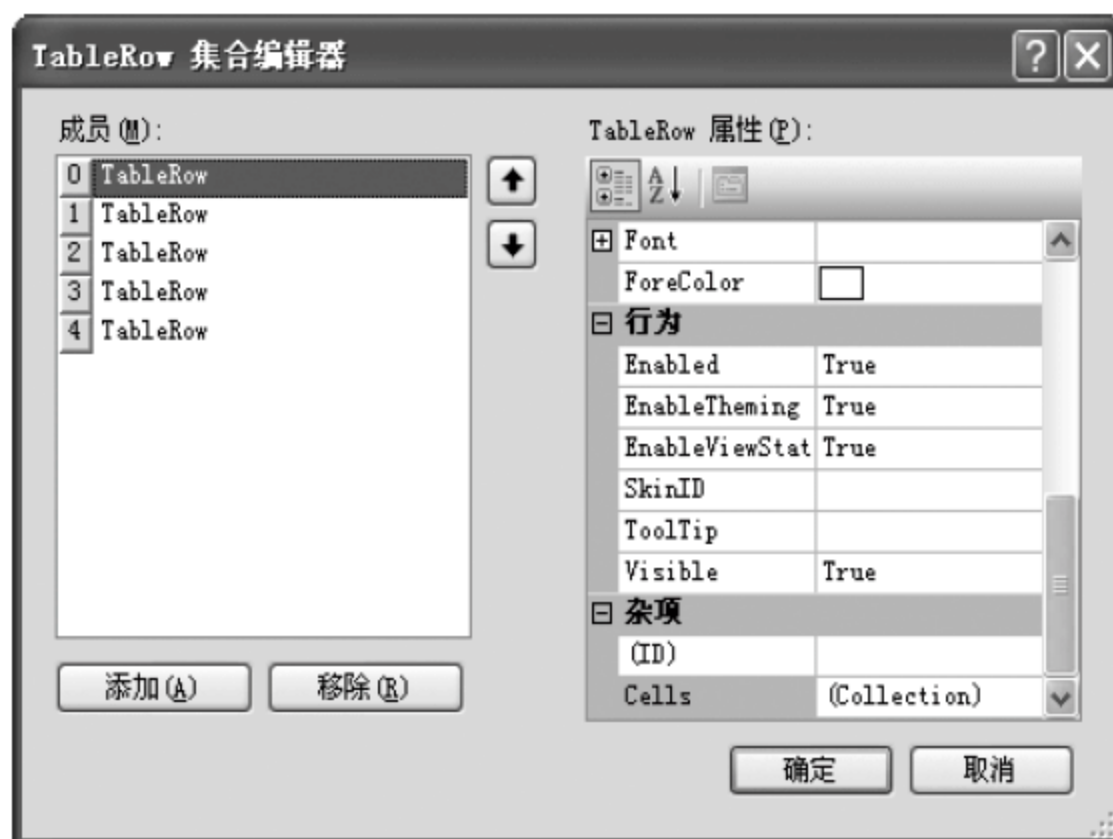 TableRow 集合编辑器
成员(M):
0 TableRow
1 TableRow
2 TableRow
3 TableRow
4 TableRow
添加(A)
移除(R)
TableRow 属性(P):
Font
ForeColor
行为
Enabled True
EnableTheming True
EnableViewStat True
SkinID
ToolTip
Visible True
杂项
(ID)
Cells (Collection)
确定
取消